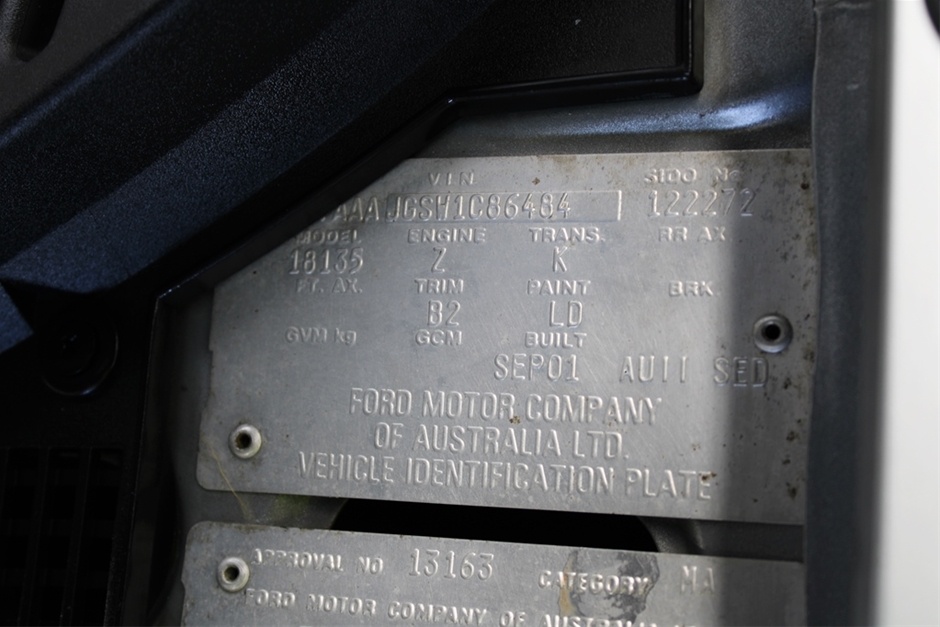 VIN SIDO No
AAAJGSH1C86484 122272
MODEL ENGINE TRANS. RR AX.
18135 Z K
FT. AX. TRIM PAINT BRK.
B2 LD
GVM kg GCM BUILT
SEP01 AUII SED
FORD MOTOR COMPANY
OF AUSTRALIA LTD.
VEHICLE IDENTIFICATION PLATE
APPROVAL NO 13163 CATEGORY MA
FORD MOTOR COMPANY OF AUSTRALIA